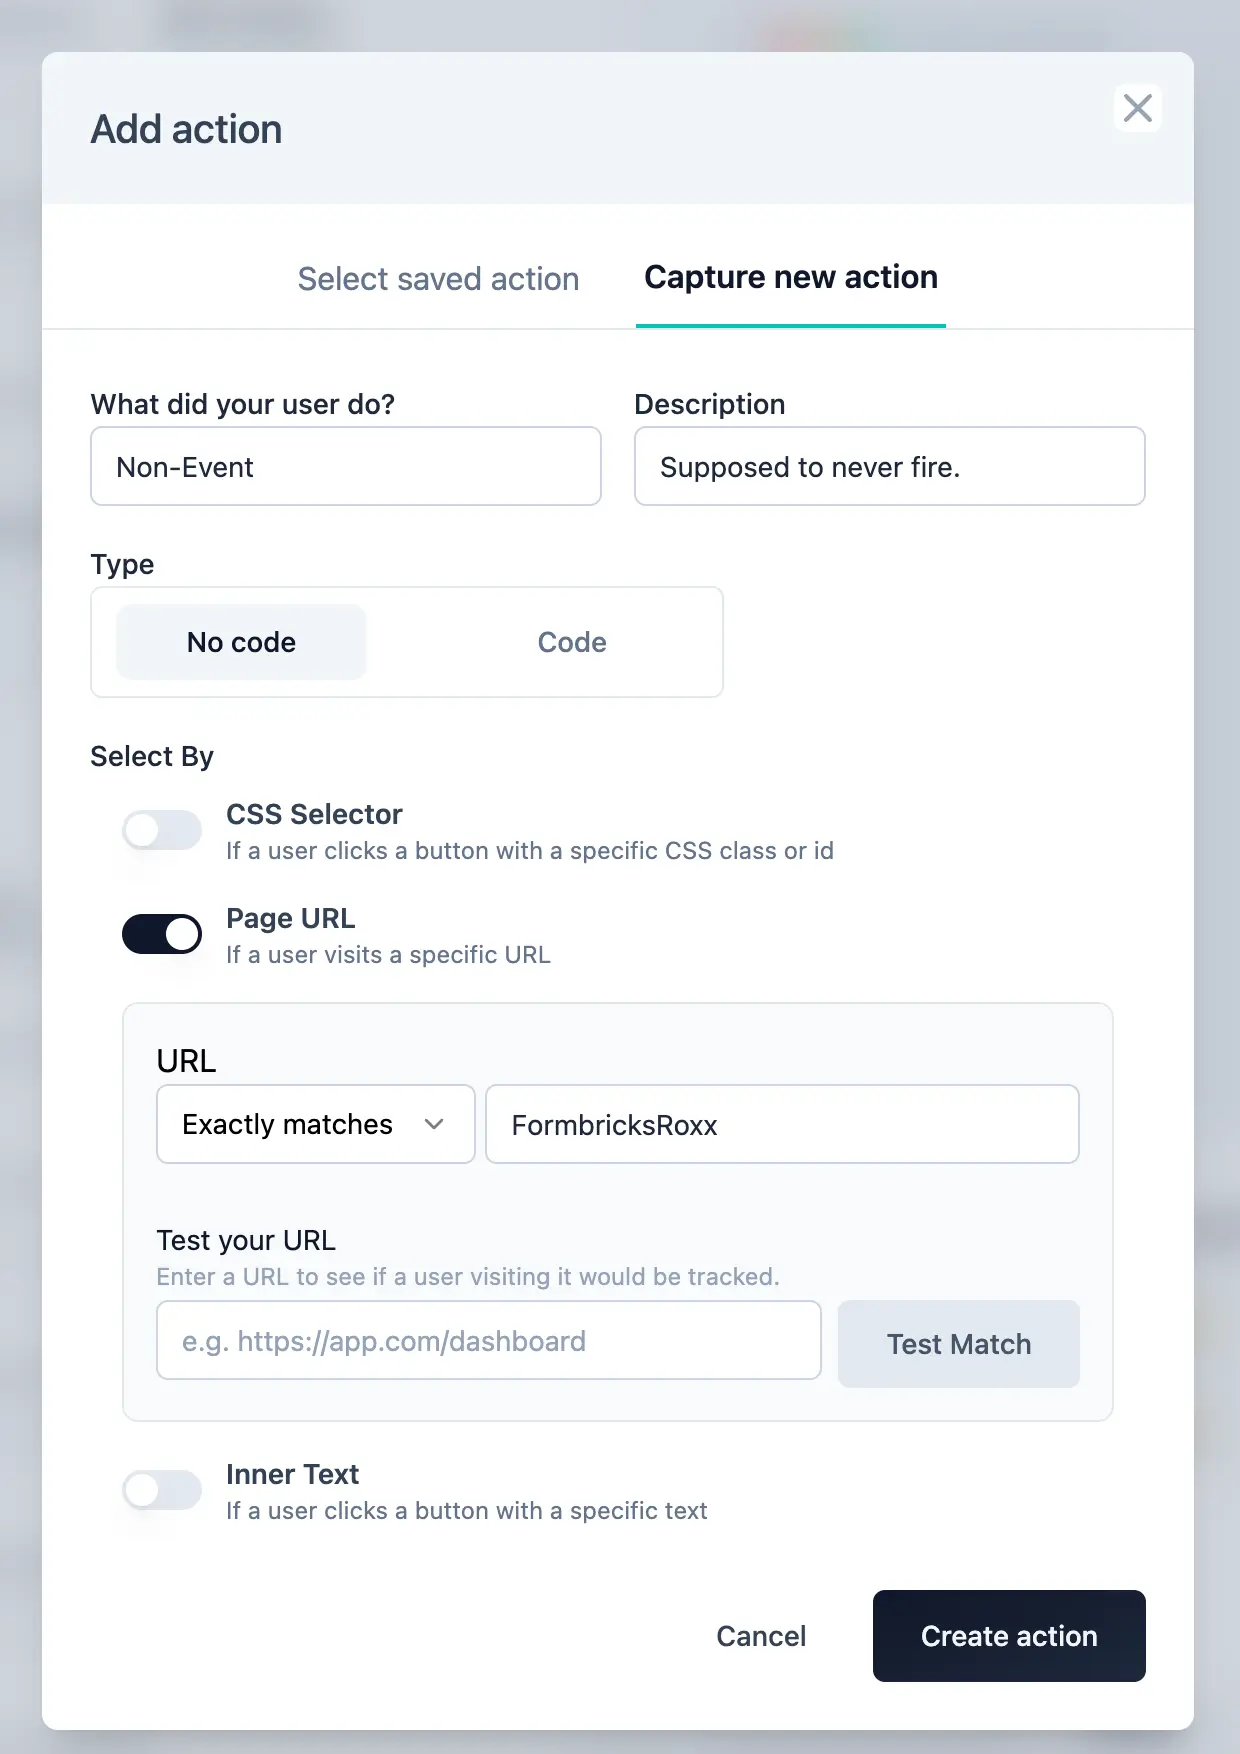 Add action
Select saved action
Capture new action
What did your user do?
Description
Non-Event
Supposed to never fire.
Type
No code
Code
Select By
CSS Selector
If a user clicks a button with a specific CSS class or id
Page URL
If a user visits a specific URL
URL
Exactly matches
FormbricksRoxx
Test your URL
Enter a URL to see if a user visiting it would be tracked.
e.g. https://app.com/dashboard
Test Match
Inner Text
If a user clicks a button with a specific text
Cancel
Create action